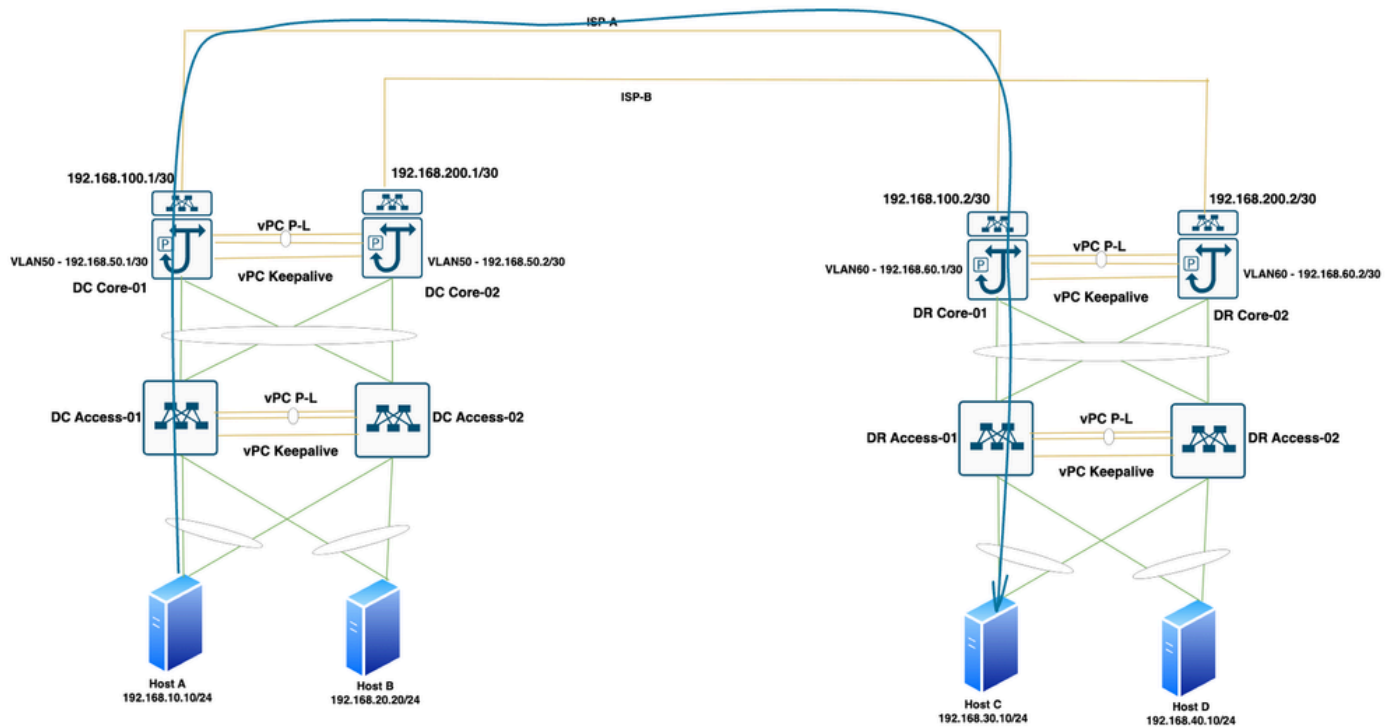 ISP-A
ISP-B
192.168.100.1/30
192.168.200.1/30
192.168.100.2/30
192.168.200.2/30
vPC P-L
P
P
VLAN50 - 192.168.50.1/30
VLAN50 - 192.168.50.2/30
vPC Keepalive
DC Core-01
DC Core-02
vPC P-L
P
P
VLAN60 - 192.168.60.1/30
VLAN60 - 192.168.60.2/30
vPC Keepalive
DR Core-01
DR Core-02
DC Access-01
vPC P-L
DC Access-02
vPC Keepalive
DR Access-01
vPC P-L
DR Access-02
vPC Keepalive
Host A
192.168.10.10/24
Host B
192.168.20.20/24
Host C
192.168.30.10/24
Host D
192.168.40.10/24